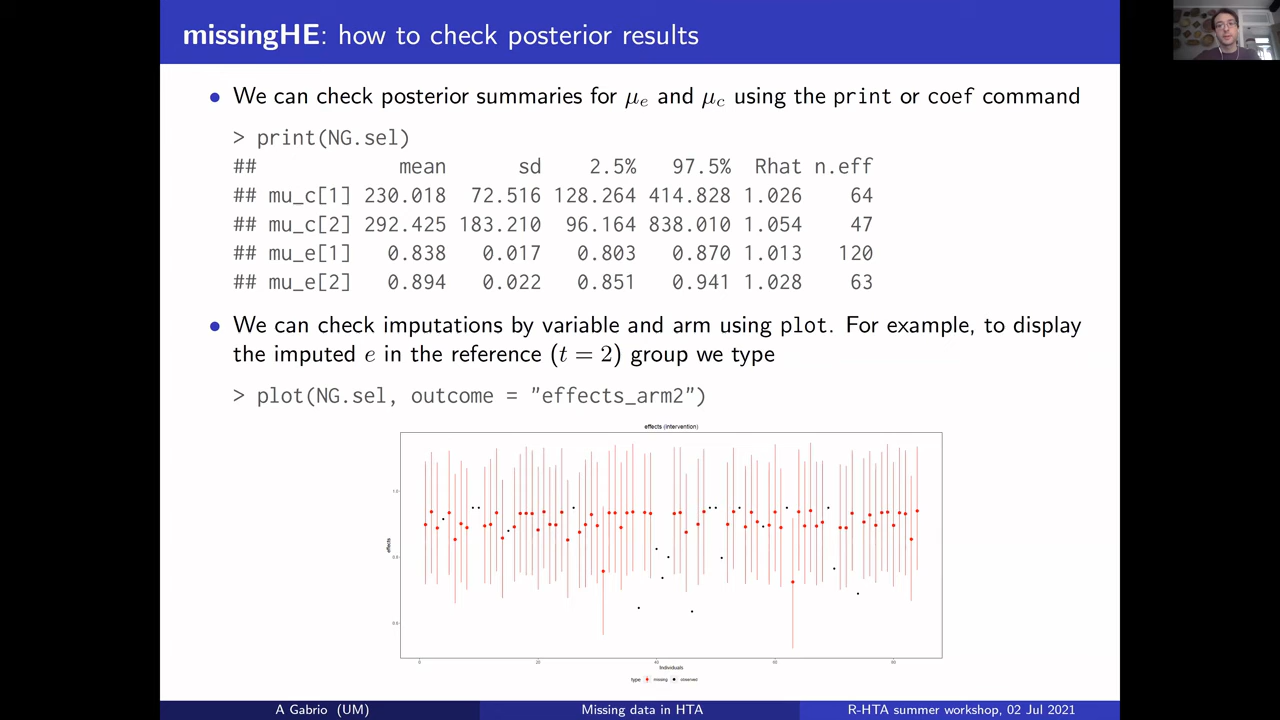 missingHE: how to check posterior results
• We can check posterior summaries for μe and μc using the print or coef command
> print(NG.sel)
## mean sd 2.5% 97.5% Rhat n.eff
## mu_c[1] 230.018 72.516 128.264 414.828 1.026 64
## mu_c[2] 292.425 183.210 96.164 838.010 1.054 47
## mu_e[1] 0.838 0.017 0.803 0.870 1.013 120
## mu_e[2] 0.894 0.022 0.851 0.941 1.028 63
• We can check imputations by variable and arm using plot. For example, to display
the imputed e in the reference (t = 2) group we type
> plot(NG.sel, outcome = "effects_arm2")
effects (intervention)
effects
Individuals
type missing observed
A Gabrio (UM) Missing data in HTA R-HTA summer workshop, 02 Jul 2021